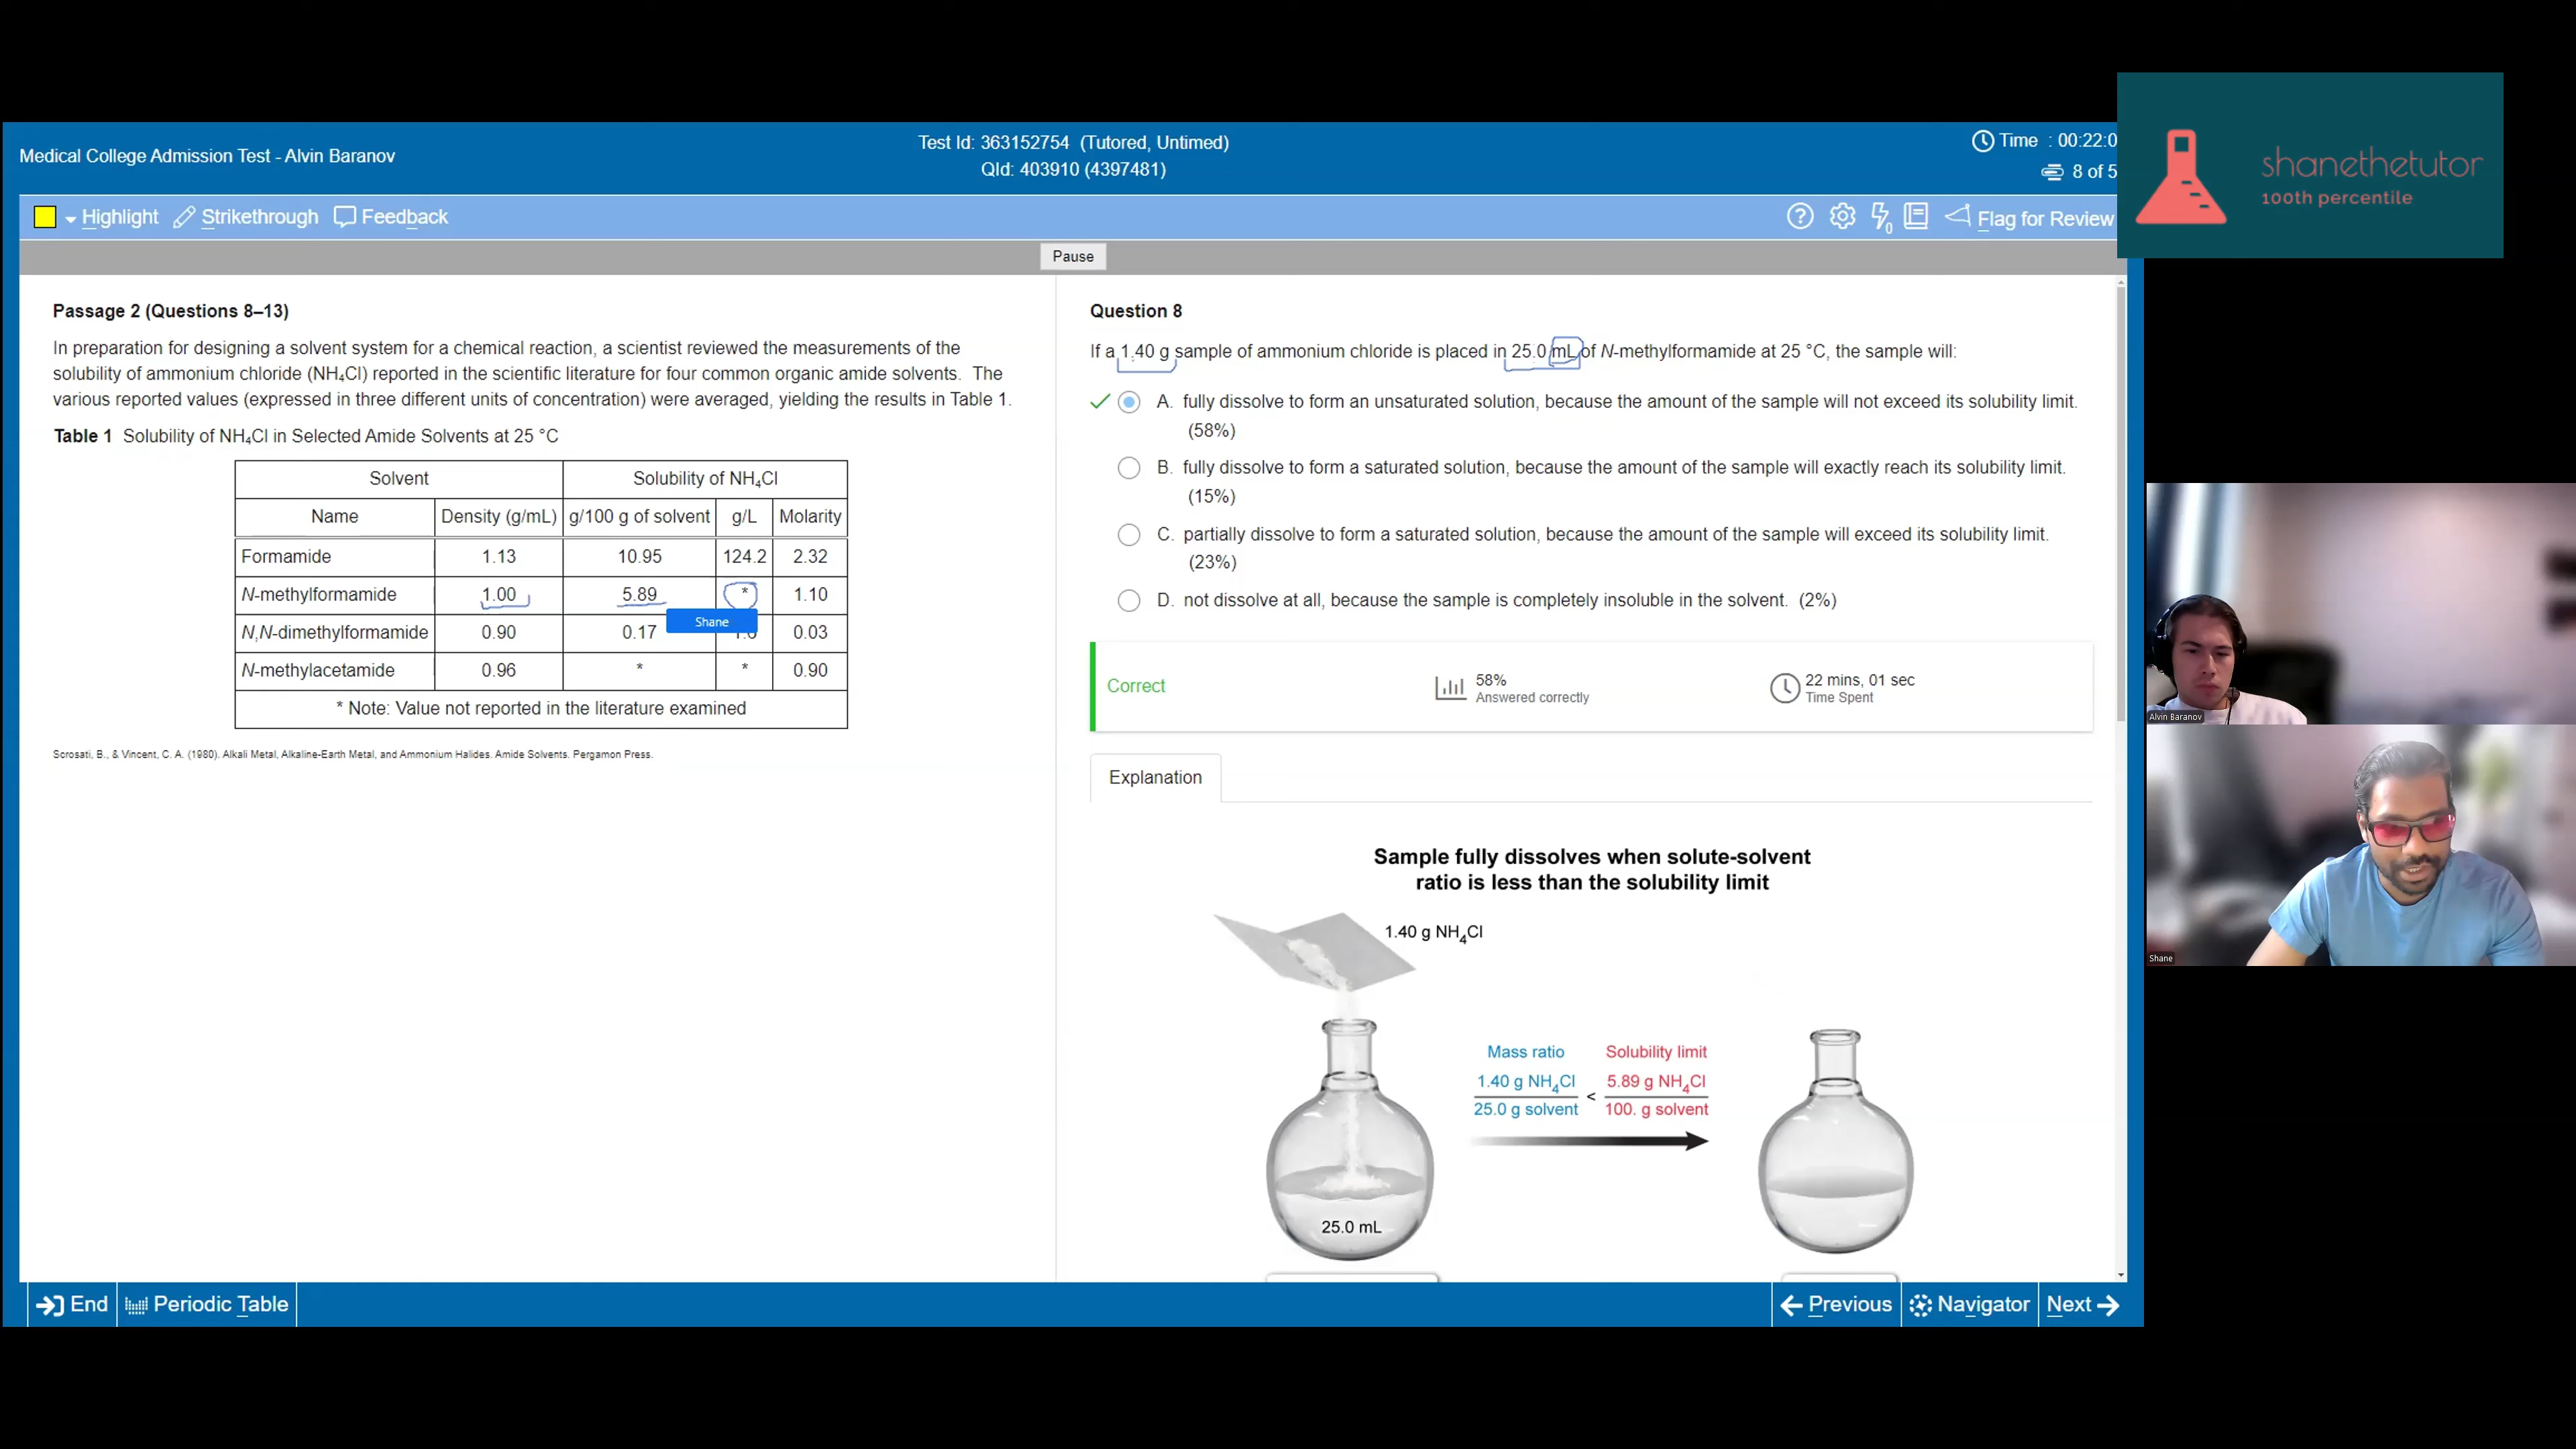 Medical College Admission Test - Alvin Baranov
Test Id: 363152754 (Tutored, Untimed)
QId: 403910 (4397481)
Time : 00:22:0
8 of 5
shanethetutor
100th percentile
Highlight Strikethrough Feedback
0
Flag for Review
Pause
Passage 2 (Questions 8–13)
In preparation for designing a solvent system for a chemical reaction, a scientist reviewed the measurements of the
solubility of ammonium chloride (NH₄Cl) reported in the scientific literature for four common organic amide solvents. The
various reported values (expressed in three different units of concentration) were averaged, yielding the results in Table 1.
Table 1 Solubility of NH₄Cl in Selected Amide Solvents at 25 °C
Solvent Solubility of NH₄Cl
Name Density (g/mL) g/100 g of solvent g/L Molarity
Formamide 1.13 10.95 124.2 2.32
N-methylformamide 1.00 5.89 * 1.10
Shane
N,N-dimethylformamide 0.90 0.17 0.03
N-methylacetamide 0.96 * * 0.90
* Note: Value not reported in the literature examined
Scrosati, B., & Vincent, C. A. (1980). Alkali Metal, Alkaline-Earth Metal, and Ammonium Halides. Amide Solvents. Pergamon Press.
Question 8
If a 1.40 g sample of ammonium chloride is placed in 25.0 mL of N-methylformamide at 25 °C, the sample will:
A. fully dissolve to form an unsaturated solution, because the amount of the sample will not exceed its solubility limit.
(58%)
B. fully dissolve to form a saturated solution, because the amount of the sample will exactly reach its solubility limit.
(15%)
C. partially dissolve to form a saturated solution, because the amount of the sample will exceed its solubility limit.
(23%)
D. not dissolve at all, because the sample is completely insoluble in the solvent. (2%)
Correct
58%
Answered correctly
22 mins, 01 sec
Time Spent
Explanation
Sample fully dissolves when solute-solvent
ratio is less than the solubility limit
1.40 g NH₄Cl
Mass ratio Solubility limit
1.40 g NH₄Cl 5.89 g NH₄Cl
<
25.0 g solvent 100. g solvent
25.0 mL
Alvin Baranov
Shane
End Periodic Table
Previous Navigator Next